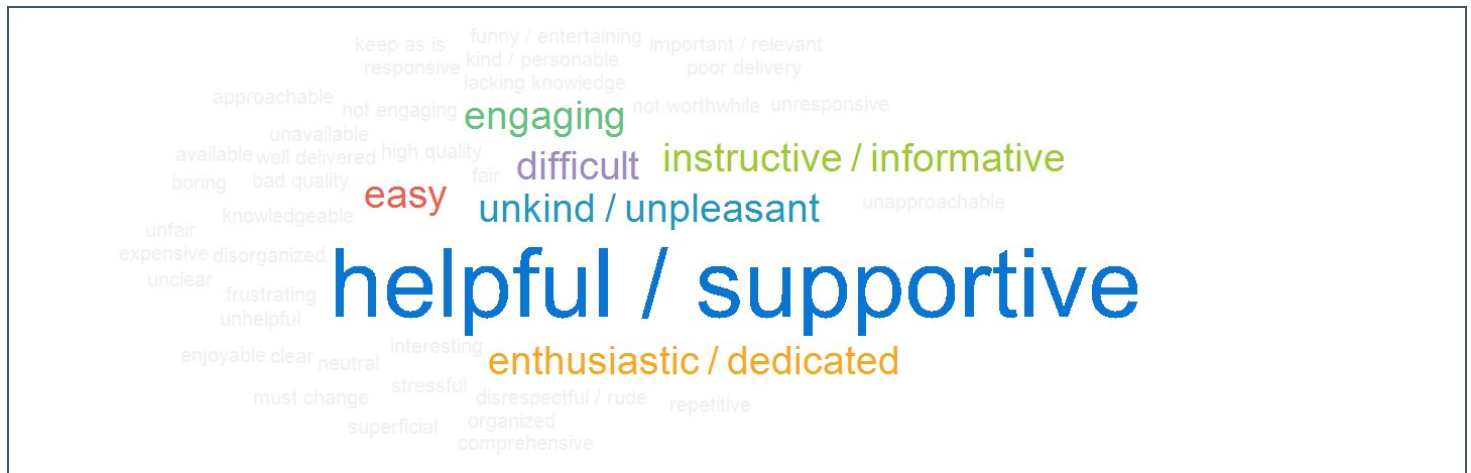 keep as is funny / entertaining important / relevant
responsive kind / personable poor delivery
lacking knowledge
approachable not engaging engaging not worthwhile unresponsive
unavailable
available well delivered high quality difficult instructive / informative
boring bad quality fair
easy unkind / unpleasant unapproachable
knowledgeable
unfair
expensive disorganized
helpful / supportive
unclear
frustrating
unhelpful
enjoyable clear neutral interesting enthusiastic / dedicated
must change stressful disrespectful / rude repetitive
superficial organized
comprehensive